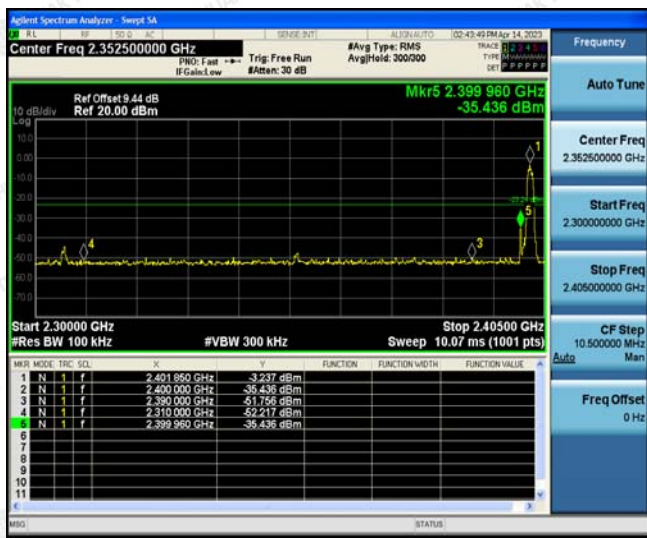 Agilent Spectrum Analyzer - Swept SA
RL RF 50 Ω AC SENSE:INT ALIGN AUTO 02:43:49 PM Apr 14, 2023
Center Freq 2.352500000 GHz
PNO: Fast Trig: Free Run #Avg Type: RMS TRACE 1 2 3 4 5 6
IFGain:Low #Atten: 30 dB Avg|Hold: 300/300 TYPE M
DET P P P P P P
Ref Offset 9.44 dB Mkr5 2.399 960 GHz
10 dB/div Ref 20.00 dBm -35.436 dBm
Log
10.0
0.00
-10.0
-20.0
-30.0
-40.0
-50.0
-60.0
-70.0
1
5
4
3
Start 2.30000 GHz Stop 2.40500 GHz
#Res BW 100 kHz #VBW 300 kHz Sweep 10.07 ms (1001 pts)
MKR MODE TRC SCL X Y FUNCTION FUNCTION WIDTH FUNCTION VALUE
1 N 1 f 2.401 850 GHz -3.237 dBm
2 N 1 f 2.400 000 GHz -35.436 dBm
3 N 1 f 2.390 000 GHz -51.756 dBm
4 N 1 f 2.310 000 GHz -52.217 dBm
5 N 1 f 2.399 960 GHz -35.436 dBm
6
7
8
9
10
11
MSG STATUS
Frequency
Auto Tune
Center Freq
2.352500000 GHz
Start Freq
2.300000000 GHz
Stop Freq
2.405000000 GHz
CF Step
10.500000 MHz
Auto Man
Freq Offset
0 Hz